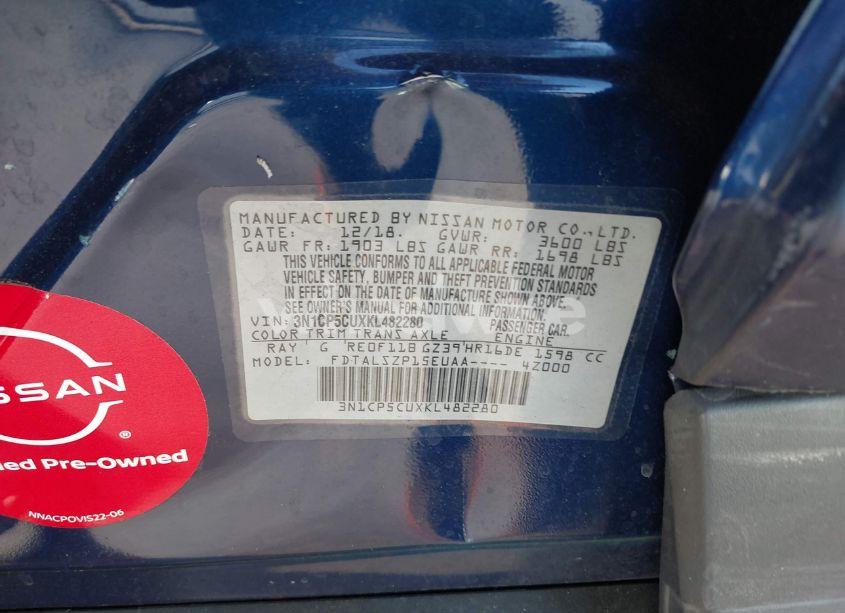 MANUFACTURED BY NISSAN MOTOR CO.,LTD.
DATE: 12/18. GVWR: 3600 LBS
GAWR FR: 1903 LBS GAWR RR: 1698 LBS
THIS VEHICLE CONFORMS TO ALL APPLICABLE FEDERAL MOTOR
VEHICLE SAFETY, BUMPER AND THEFT PREVENTION STANDARDS
IN EFFECT ON THE DATE OF MANUFACTURE SHOWN ABOVE.
SEE OWNER'S MANUAL FOR ADDITIONAL INFORMATION.
VIN: 3N1CP5CUXKL482280 PASSENGER CAR.
COLOR TRIM TRANS AXLE ENGINE
RAY G RE0F11B GZ39 HR16DE 1598 CC
MODEL: FDTALSZP15EUAA---- 4Z000
3N1CP5CUXKL482280
NISSAN
ed Pre-Owned
NNACPOVIS22-06